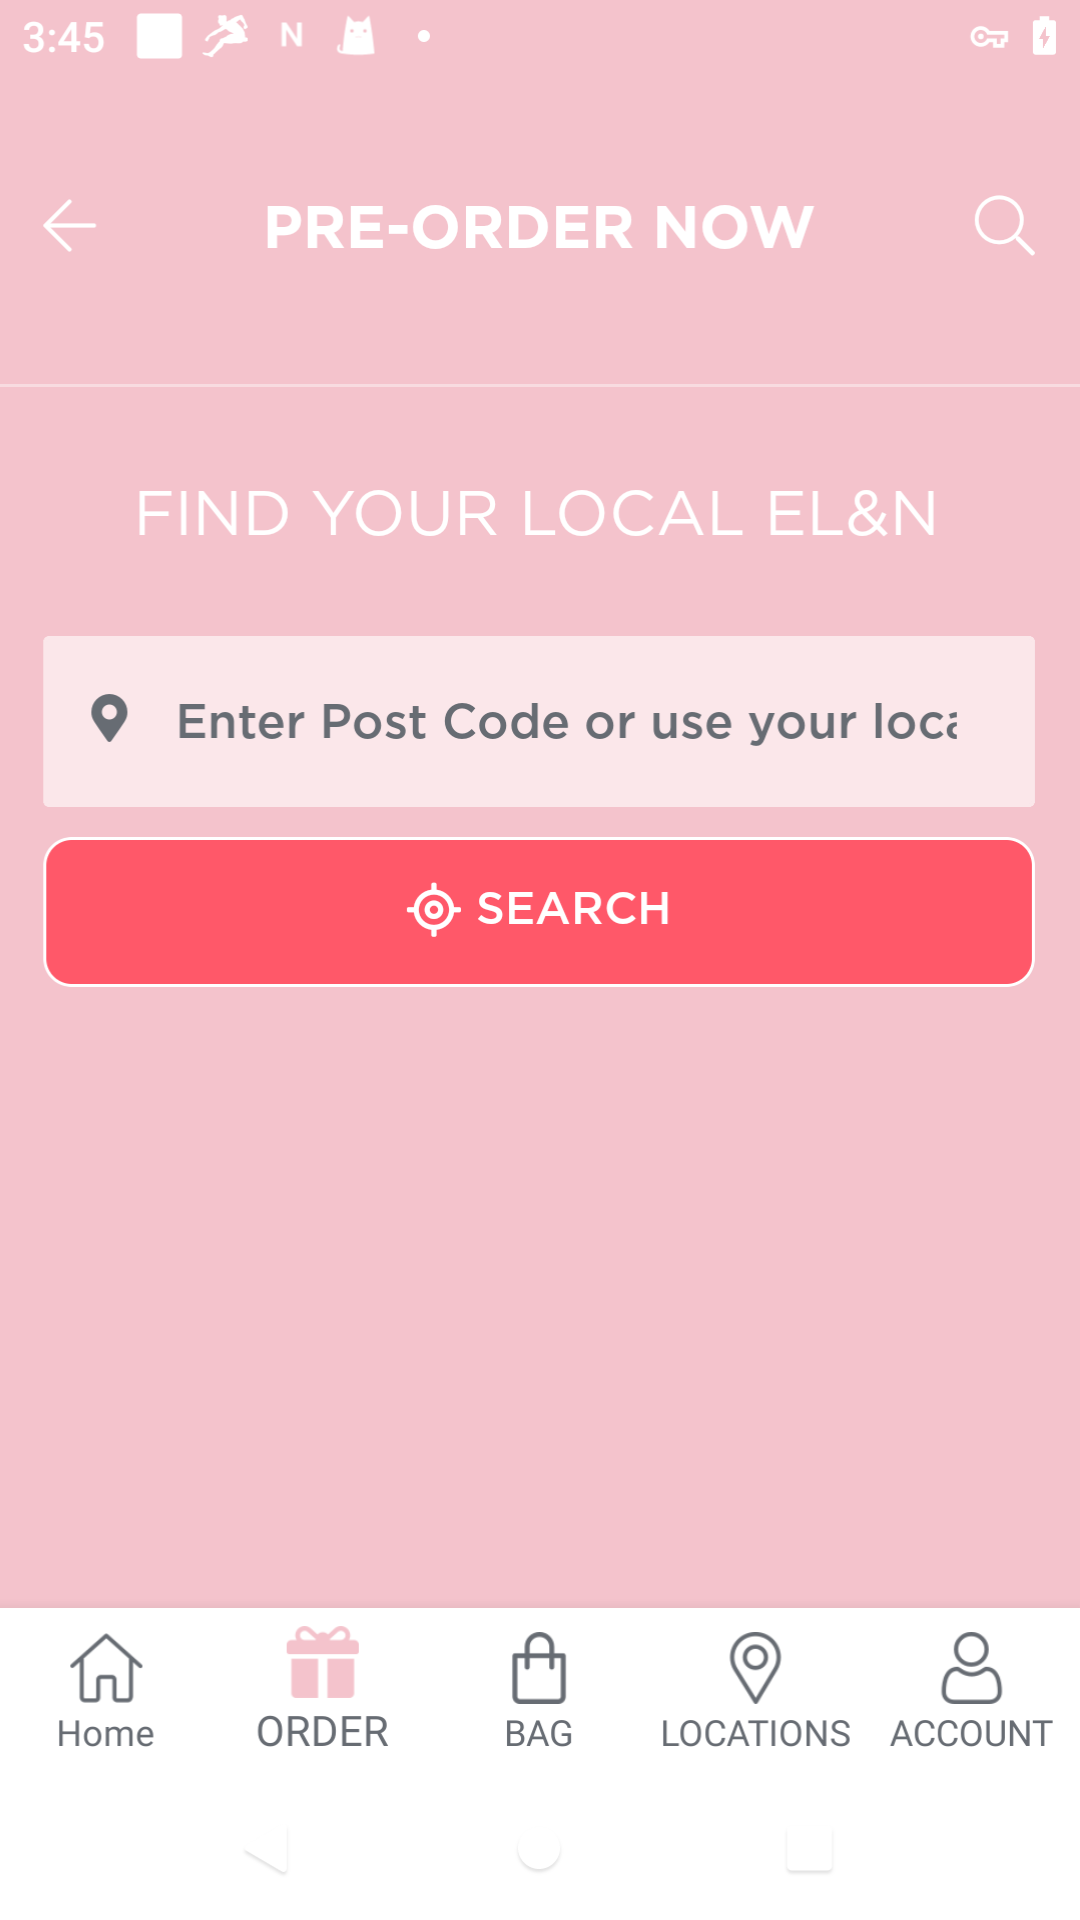 3:45
N
PRE-ORDER NOW
FIND YOUR LOCAL EL&N
Enter Post Code or use your loca
SEARCH
Home
ORDER
BAG
LOCATIONS
ACCOUNT